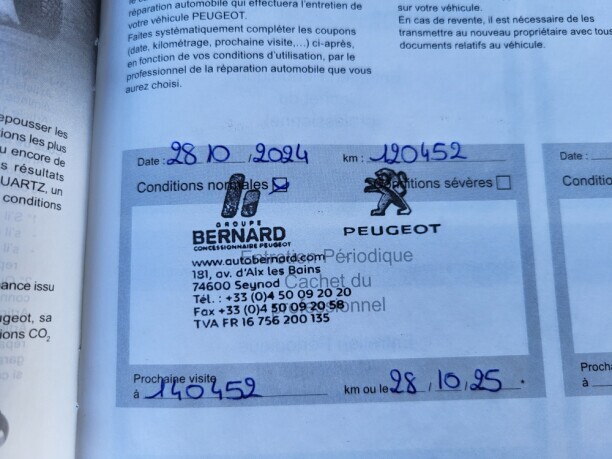 réparation automobile qui effectuera l'entretien de
votre véhicule PEUGEOT.
Faites systématiquement compléter les coupons
(date, kilométrage, prochaine visite,...) ci-après,
en fonction de vos conditions d'utilisation, par le
professionnel de la réparation automobile que vous
aurez choisi.
sur votre véhicule.
En cas de revente, il est nécessaire de les
transmettre au nouveau propriétaire avec tous
documents relatifs au véhicule.
epousser les
ions les plus
u encore de
s résultats
UARTZ, un
conditions
ance issu
ugeot, sa
ions CO2
Date : 28 10 / 2024 km : 120452
Conditions normales Conditions sévères
GROUPE
BERNARD
CONCESSIONNAIRE PEUGEOT
PEUGEOT
Entretien Périodique
Cachet du
www.autobernard.com
181, av. d'Aix les Bains
74600 Seynod
Tél. : +33 (0)4 50 09 20 20
Fax +33 (0)4 50 09 20 58
TVA FR 16 756 200 135
Prochaine visite
à 140452 km ou le 28 / 10 / 25 .
Date :
Conditio
Proch
à